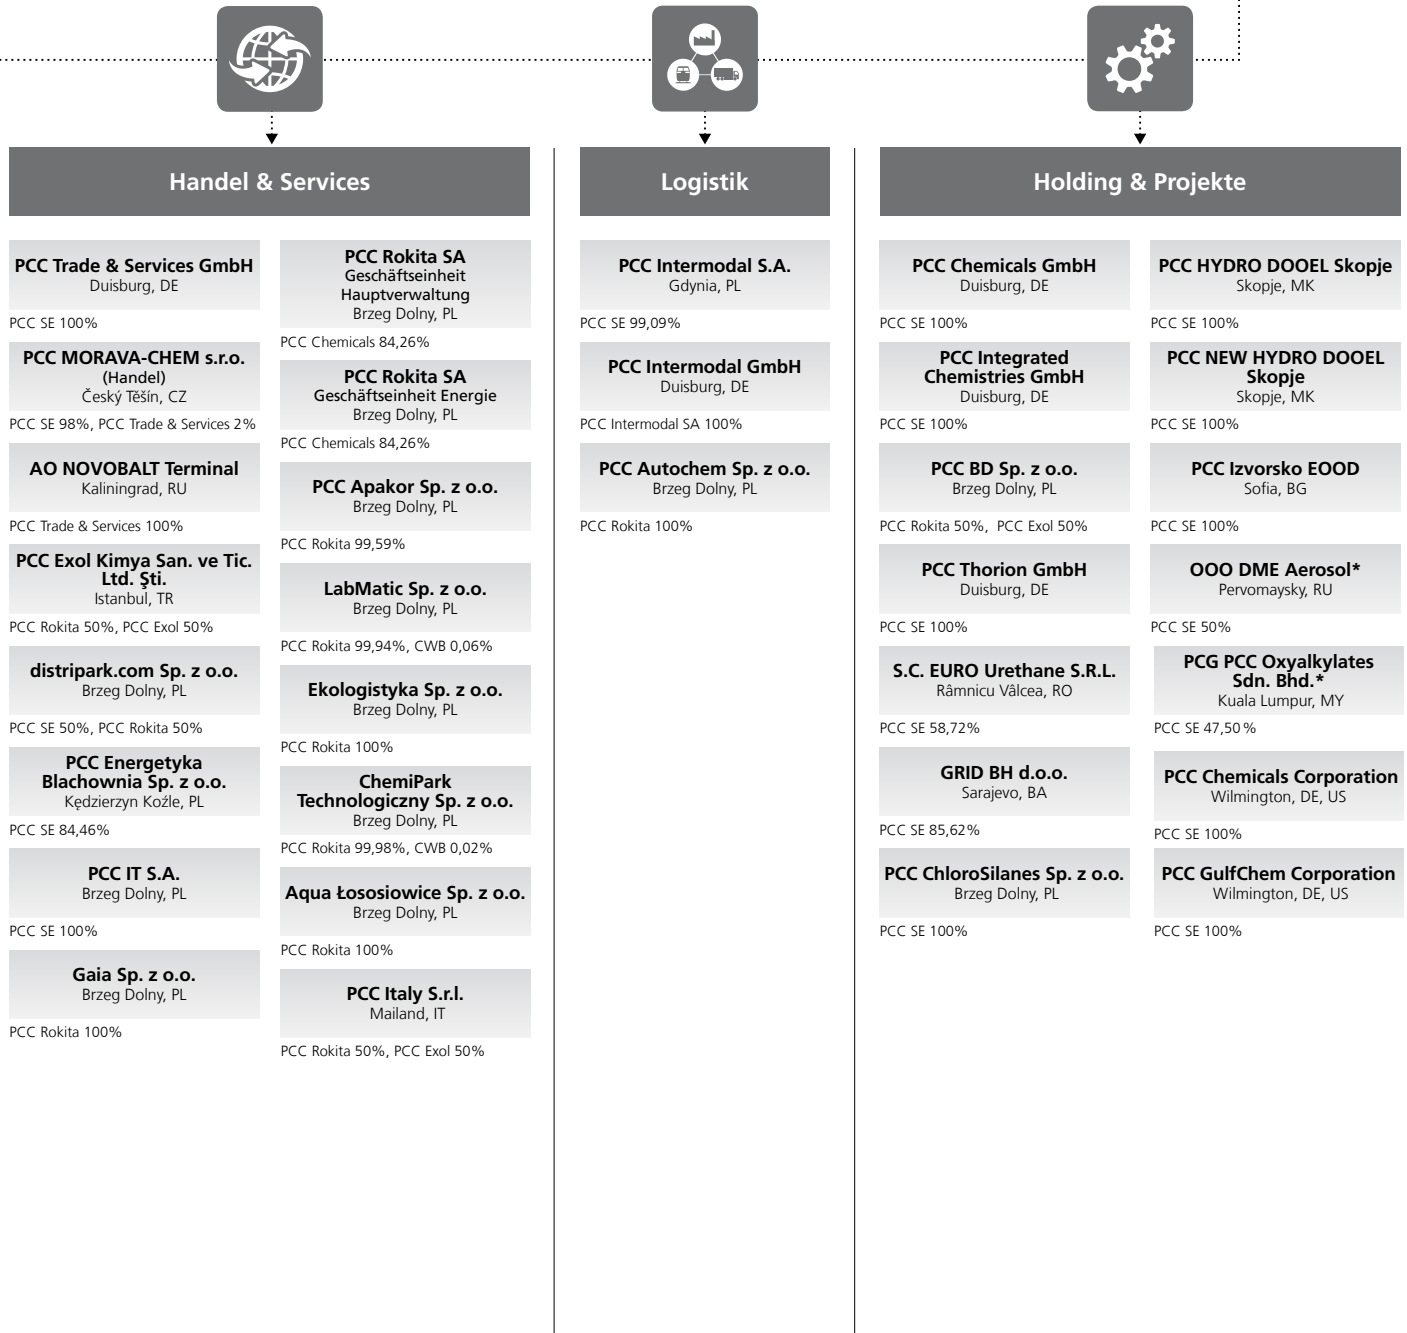 Handel & Services
PCC Trade & Services GmbH
Duisburg, DE
PCC SE 100%
PCC MORAVA-CHEM s.r.o.
(Handel)
Český Těšín, CZ
PCC SE 98%, PCC Trade & Services 2%
AO NOVOBALT Terminal
Kaliningrad, RU
PCC Trade & Services 100%
PCC Exol Kimya San. ve Tic.
Ltd. Şti.
Istanbul, TR
PCC Rokita 50%, PCC Exol 50%
distripark.com Sp. z o.o.
Brzeg Dolny, PL
PCC SE 50%, PCC Rokita 50%
PCC Energetyka
Blachownia Sp. z o.o.
Kędzierzyn Koźle, PL
PCC SE 84,46%
PCC IT S.A.
Brzeg Dolny, PL
PCC SE 100%
Gaia Sp. z o.o.
Brzeg Dolny, PL
PCC Rokita 100%
PCC Rokita SA
Geschäftseinheit
Hauptverwaltung
Brzeg Dolny, PL
PCC Chemicals 84,26%
PCC Rokita SA
Geschäftseinheit Energie
Brzeg Dolny, PL
PCC Chemicals 84,26%
PCC Apakor Sp. z o.o.
Brzeg Dolny, PL
PCC Rokita 99,59%
LabMatic Sp. z o.o.
Brzeg Dolny, PL
PCC Rokita 99,94%, CWB 0,06%
Ekologistyka Sp. z o.o.
Brzeg Dolny, PL
PCC Rokita 100%
ChemiPark
Technologiczny Sp. z o.o.
Brzeg Dolny, PL
PCC Rokita 99,98%, CWB 0,02%
Aqua Łososiowice Sp. z o.o.
Brzeg Dolny, PL
PCC Rokita 100%
PCC Italy S.r.l.
Mailand, IT
PCC Rokita 50%, PCC Exol 50%
Logistik
PCC Intermodal S.A.
Gdynia, PL
PCC SE 99,09%
PCC Intermodal GmbH
Duisburg, DE
PCC Intermodal SA 100%
PCC Autochem Sp. z o.o.
Brzeg Dolny, PL
PCC Rokita 100%
Holding & Projekte
PCC Chemicals GmbH
Duisburg, DE
PCC SE 100%
PCC Integrated
Chemistries GmbH
Duisburg, DE
PCC SE 100%
PCC BD Sp. z o.o.
Brzeg Dolny, PL
PCC Rokita 50%, PCC Exol 50%
PCC Thorion GmbH
Duisburg, DE
PCC SE 100%
S.C. EURO Urethane S.R.L.
Râmnicu Vâlcea, RO
PCC SE 58,72%
GRID BH d.o.o.
Sarajevo, BA
PCC SE 85,62%
PCC ChloroSilanes Sp. z o.o.
Brzeg Dolny, PL
PCC SE 100%
PCC HYDRO DOOEL Skopje
Skopje, MK
PCC SE 100%
PCC NEW HYDRO DOOEL
Skopje
Skopje, MK
PCC SE 100%
PCC Izvorsko EOOD
Sofia, BG
PCC SE 100%
OOO DME Aerosol*
Pervomaysky, RU
PCC SE 50%
PCG PCC Oxyalkylates
Sdn. Bhd.*
Kuala Lumpur, MY
PCC SE 47,50 %
PCC Chemicals Corporation
Wilmington, DE, US
PCC SE 100%
PCC GulfChem Corporation
Wilmington, DE, US
PCC SE 100%